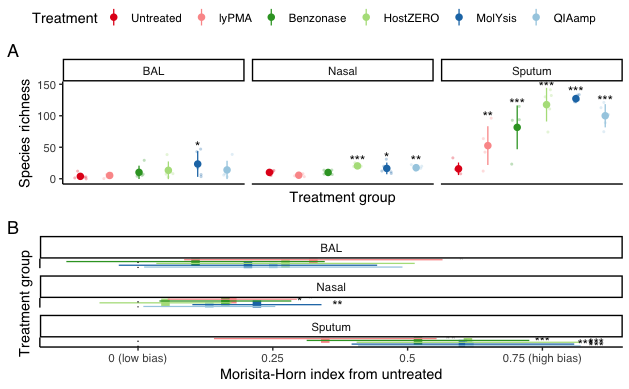 Treatment Untreated lyPMA Benzonase HostZERO MolYsis QIAamp
A
BAL Nasal Sputum
Species richness
150
100
50
0
* *** * ** ** *** *** *** ***
Treatment group
B
Treatment group
BAL
Nasal
*
**
Sputum
***
0 (low bias) 0.25 0.5 0.75 (high bias)
Morisita-Horn index from untreated